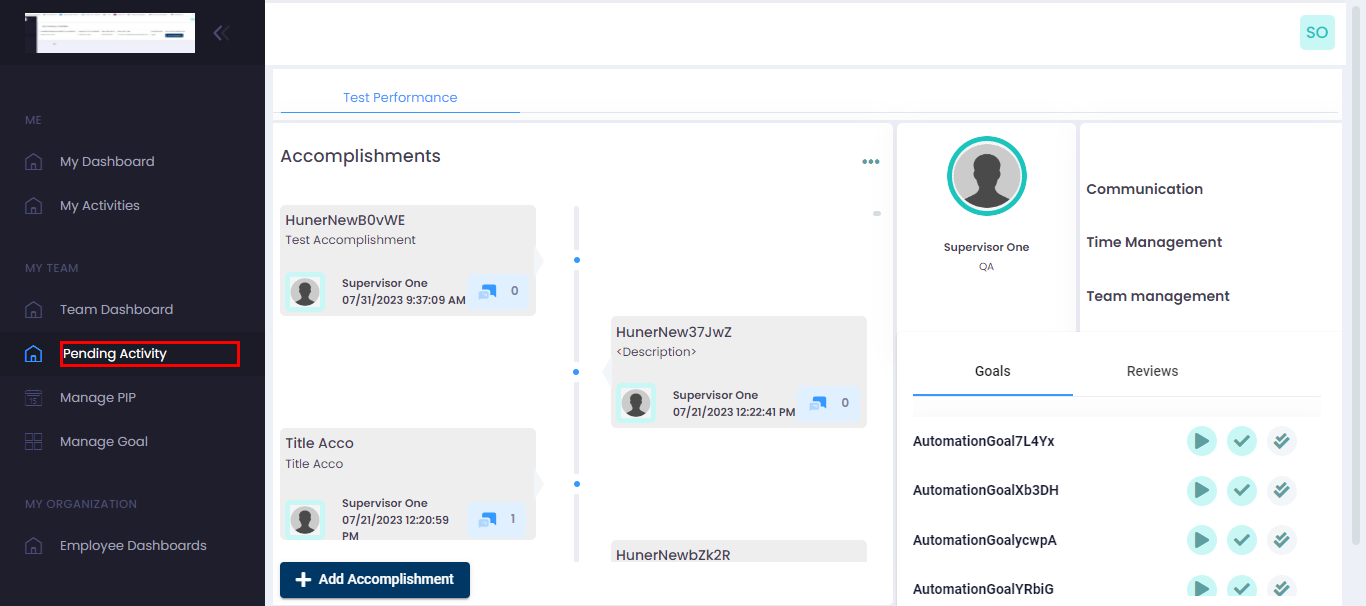 ME
My Dashboard
My Activities
MY TEAM
Team Dashboard
Pending Activity
Manage PIP
Manage Goal
MY ORGANIZATION
Employee Dashboards
SO
Test Performance
Accomplishments
HunerNewB0vWE
Test Accomplishment
Supervisor One
07/31/2023 9:37:09 AM
0
HunerNew37JwZ
<Description>
Supervisor One
07/21/2023 12:22:41 PM
0
Title Acco
Title Acco
Supervisor One
07/21/2023 12:20:59
PM
1
HunerNewbZk2R
Add Accomplishment
Supervisor One
QA
Communication
Time Management
Team management
Goals
Reviews
AutomationGoal7L4Yx
AutomationGoalXb3DH
AutomationGoalycwpA
AutomationGoalYRbiG